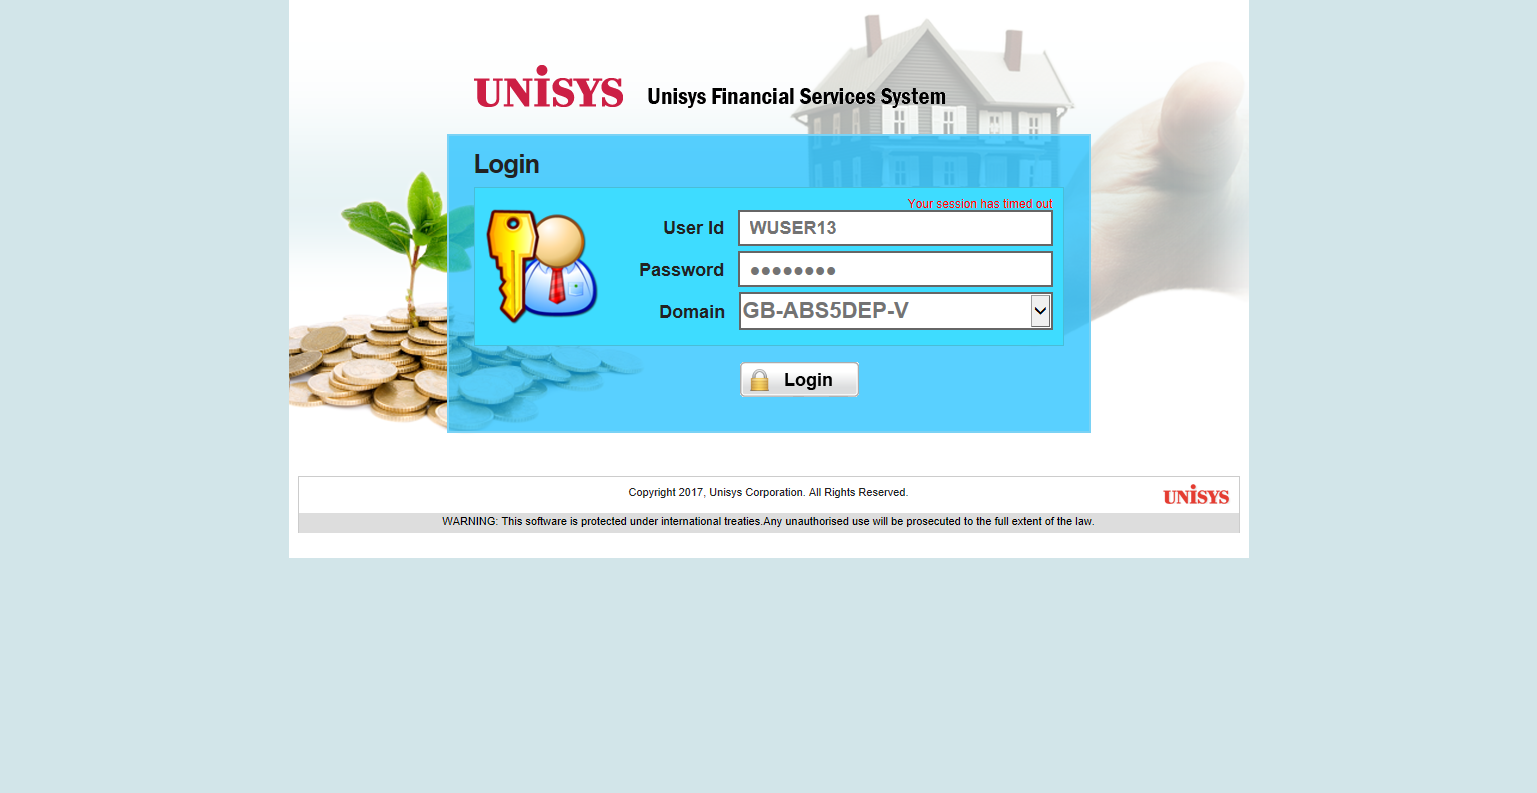 UNiSYS Unisys Financial Services System
Login
Your session has timed out
User Id WUSER13
Password ●●●●●●●●
Domain GB-ABS5DEP-V
Login
Copyright 2017, Unisys Corporation. All Rights Reserved.
UNiSYS
WARNING: This software is protected under international treaties.Any unauthorised use will be prosecuted to the full extent of the law.